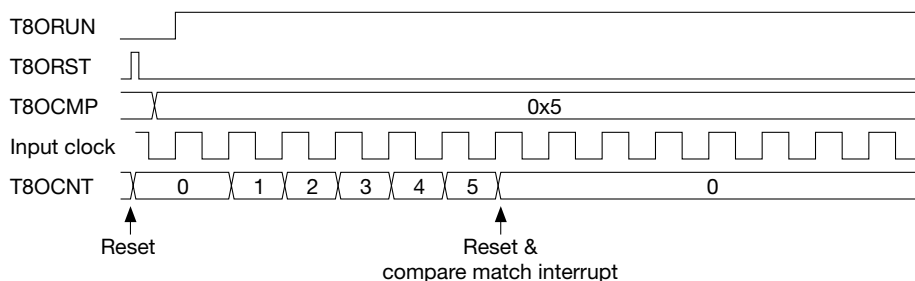 T8ORUN
T8ORST
T8OCMP 0x5
Input clock
T8OCNT 0 1 2 3 4 5 0
Reset Reset &
compare match interrupt